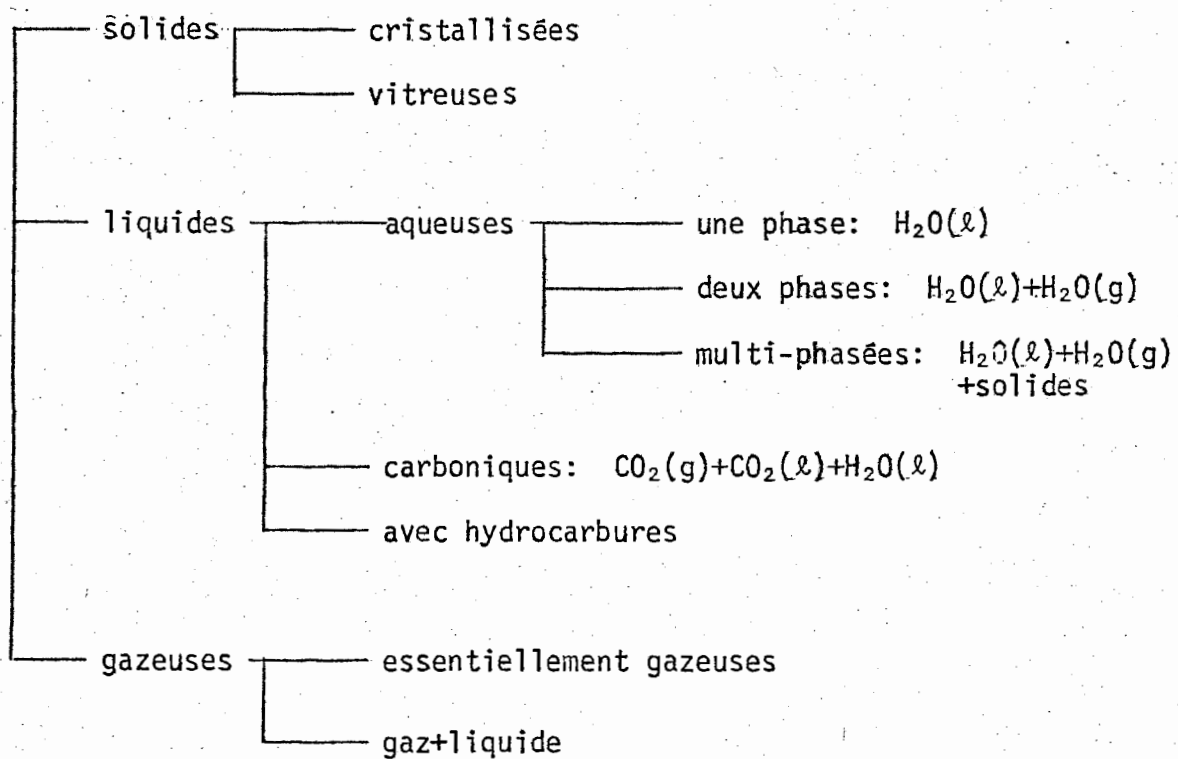 solides cristallisées
vitreuses
liquides aqueuses une phase: H₂O(ℓ)
deux phases: H₂O(ℓ)+H₂O(g)
multi-phasées: H₂O(ℓ)+H₂O(g)
+solides
carboniques: CO₂(g)+CO₂(ℓ)+H₂O(ℓ)
avec hydrocarbures
gazeuses essentiellement gazeuses
gaz+liquide